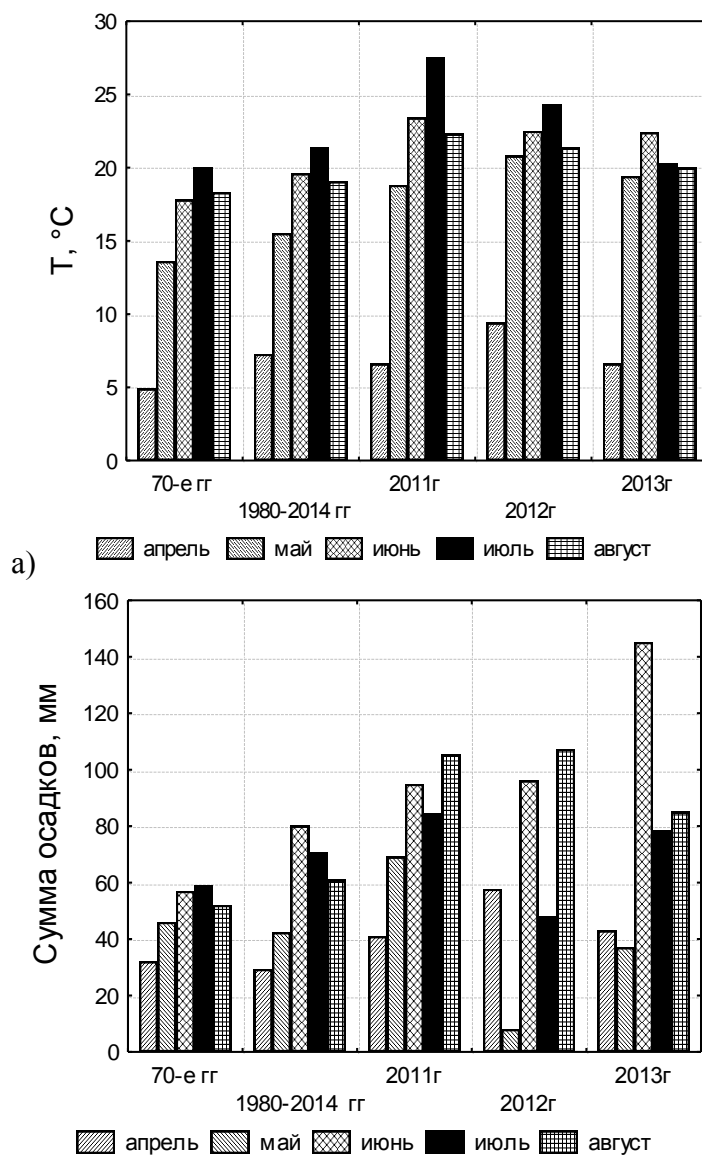 30
25
20
15
10
5
0
T, °C
70-е гг
2011г
2013г
1980-2014 гг
2012г
апрель май июнь июль август
а)
160
140
120
100
80
60
40
20
0
Сумма осадков, мм
70-е гг
2011г
2013г
1980-2014 гг
2012г
апрель май июнь июль август